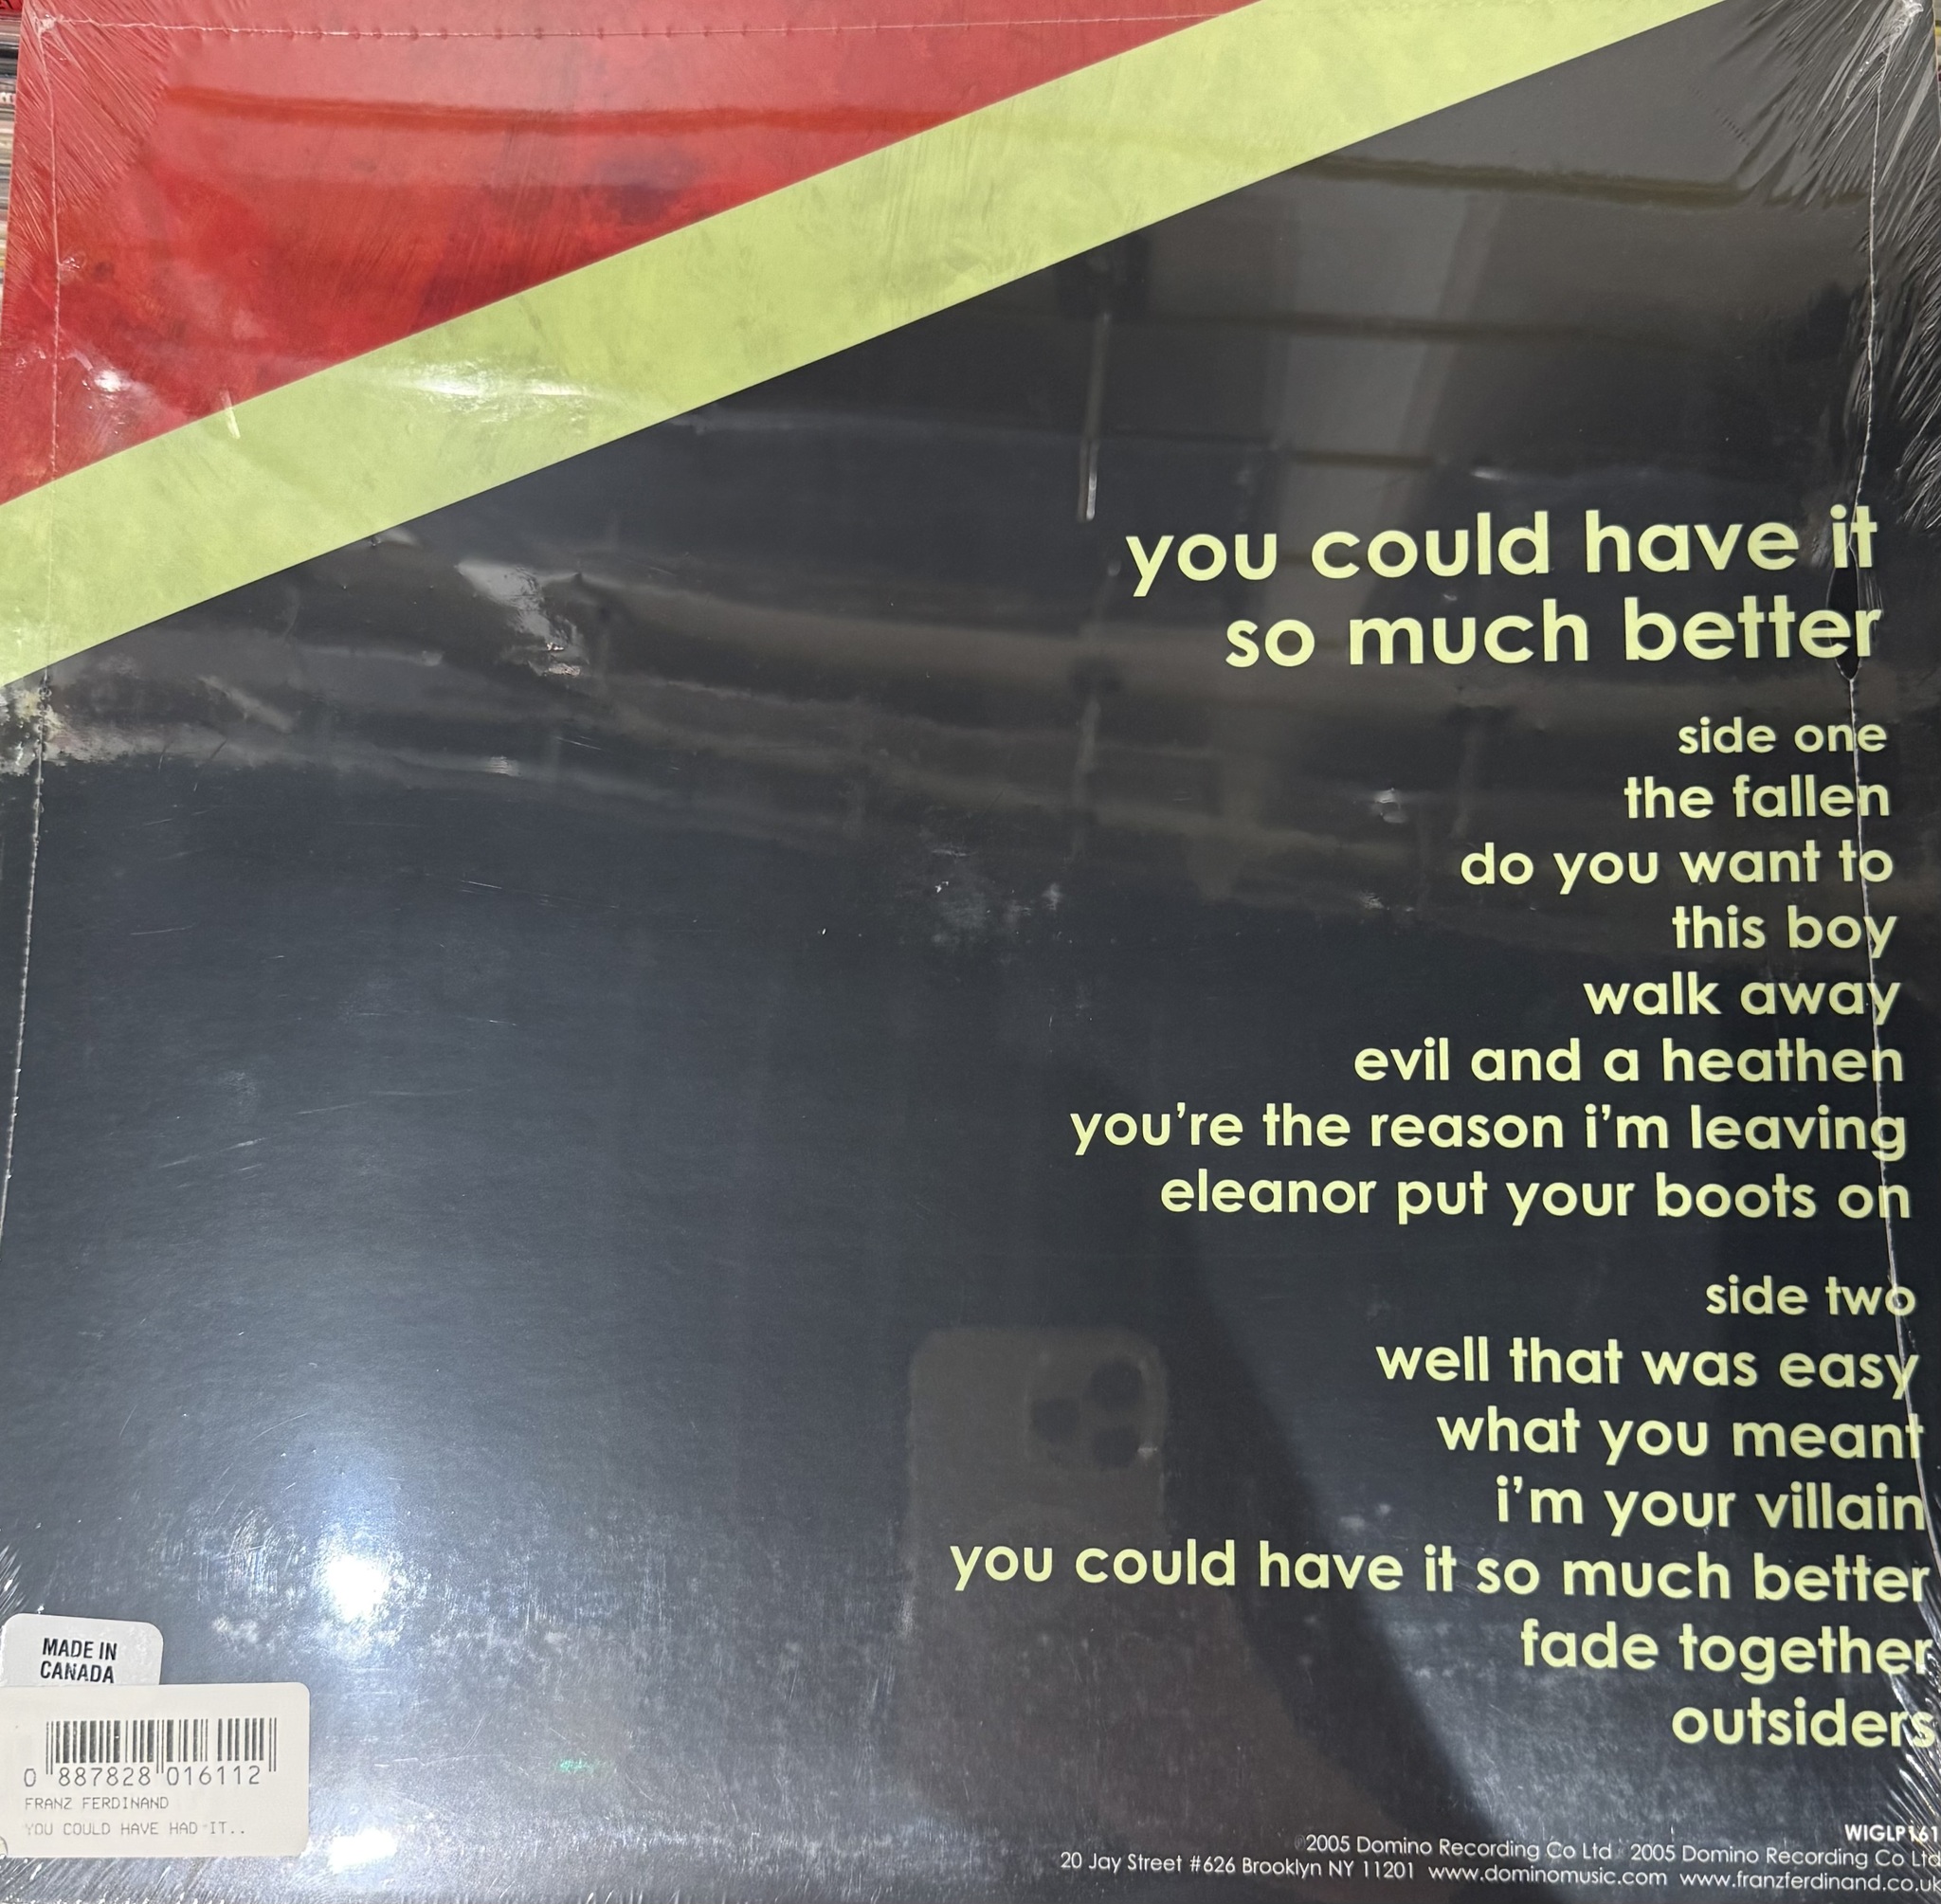 you could have it
so much better
side one
the fallen
do you want to
this boy
walk away
evil and a heathen
you're the reason i'm leaving
eleanor put your boots on
side two
well that was easy
what you meant
i'm your villain
you could have it so much better
fade together
outsiders
MADE IN
CANADA
0 887828 016112
FRANZ FERDINAND
YOU COULD HAVE HAD IT..
WIGLP161
2005 Domino Recording Co Ltd 2005 Domino Recording Co Ltd
20 Jay Street #626 Brooklyn NY 11201 www.dominomusic.com www.franzferdinand.co.uk